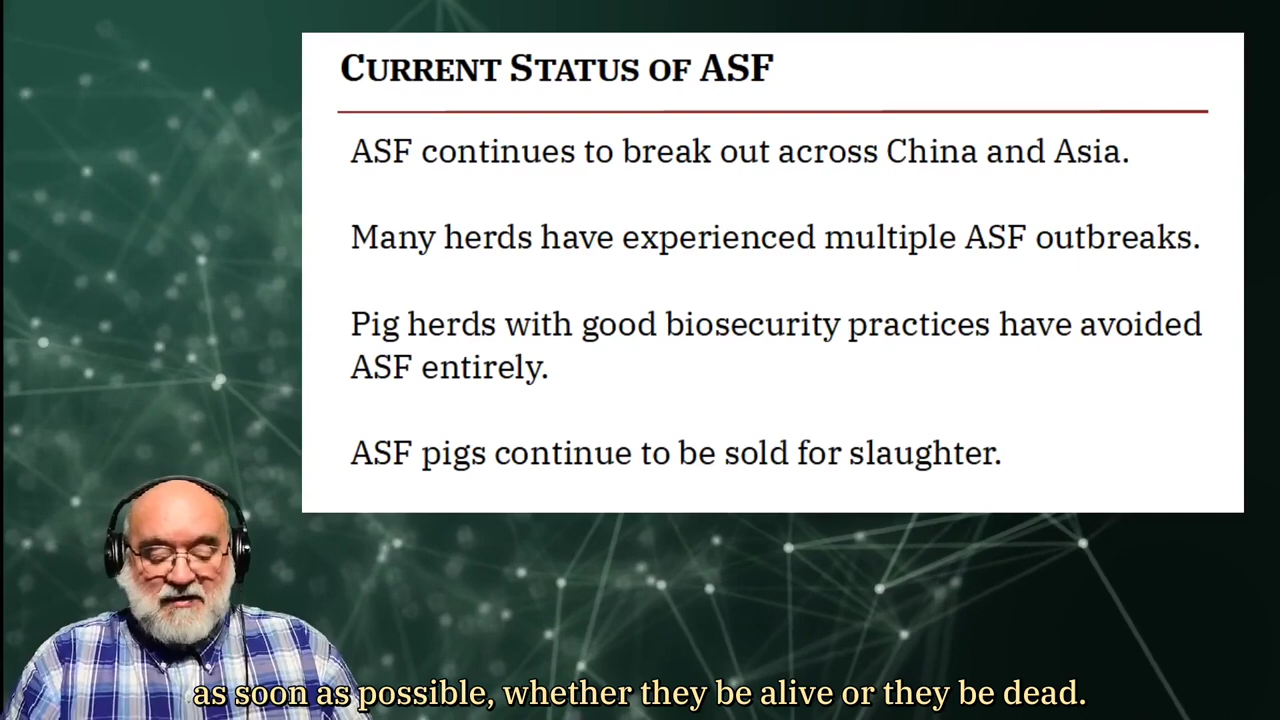 CURRENT STATUS OF ASF
ASF continues to break out across China and Asia.
Many herds have experienced multiple ASF outbreaks.
Pig herds with good biosecurity practices have avoided
ASF entirely.
ASF pigs continue to be sold for slaughter.
as soon as possible, whether they be alive or they be dead.